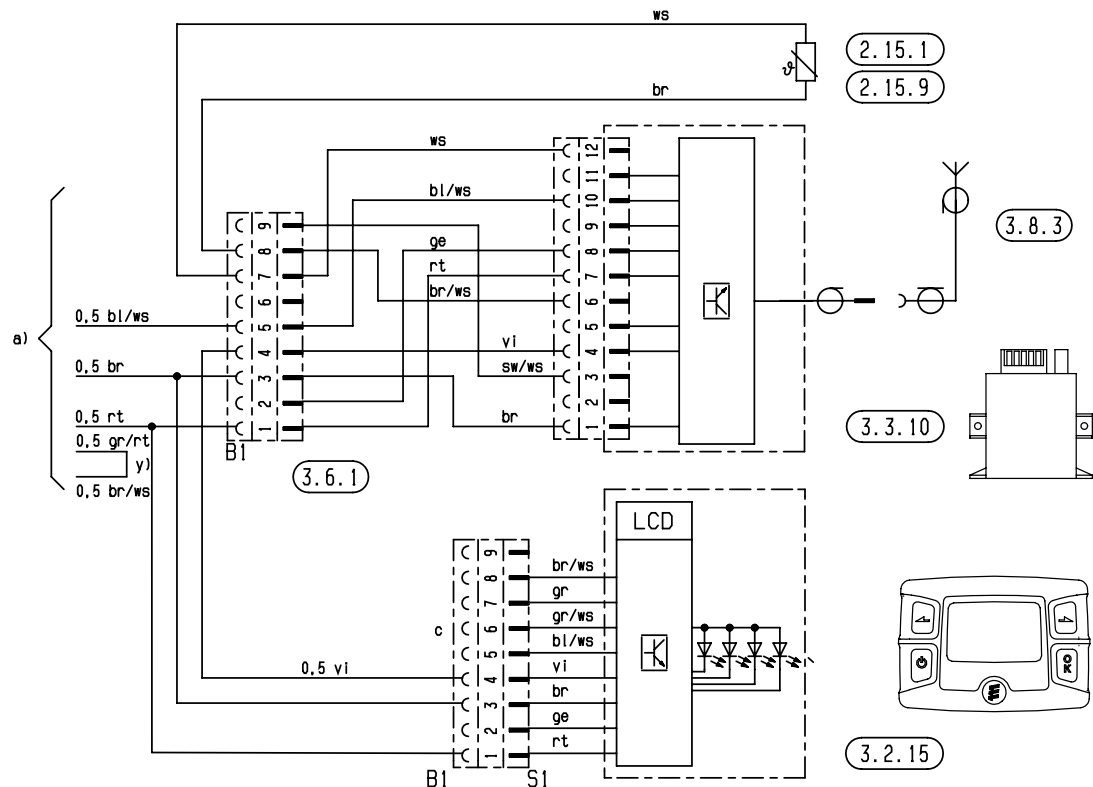 ws
2.15.1
br
2.15.9
ws
12
11
bl/ws
10
9
3.8.3
9
ge
8
8
rt
7
7
br/ws
6
6
0,5 bl/ws
5
5
a)
vi
4
4
sw/ws
3
0,5 br
3
2
2
br
1
3.3.10
0,5 rt
1
0,5 gr/rt
y)
B1
3.6.1
0,5 br/ws
LCD
9
br/ws
8
gr
7
c
gr/ws
6
bl/ws
5
0,5 vi
vi
4
br
3
ge
2
rt
1
OK
3.2.15
B1
S1